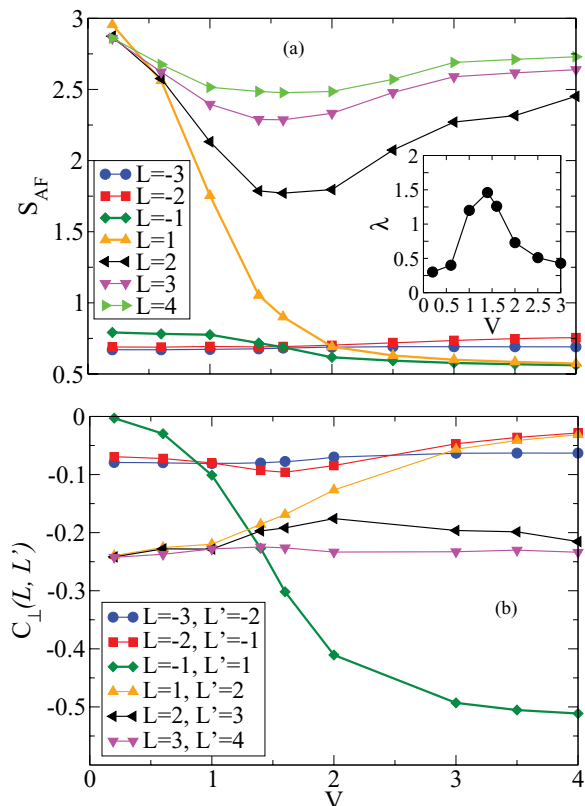 (a)
3
2.5
2
1.5
1
0.5
S_AF
L=-3
L=-2
L=-1
L=1
L=2
L=3
L=4
2
1.5
1
0.5
0
λ
0 0.5 1 1.5 2 2.5 3
V
0
-0.1
-0.2
-0.3
-0.4
-0.5
C⊥(L, L')
(b)
L=-3, L'=-2
L=-2, L'=-1
L=-1, L'=1
L=1, L'=2
L=2, L'=3
L=3, L'=4
0 1 2 3 4
V